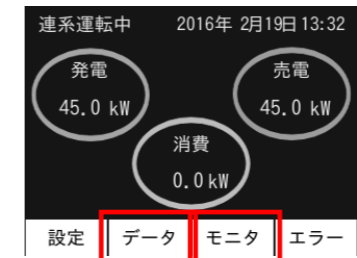 連系運転中 2016年 2月19日 13:32
発電 売電
45.0 kW 45.0 kW
消費
0.0 kW
設定 データ モニタ エラー